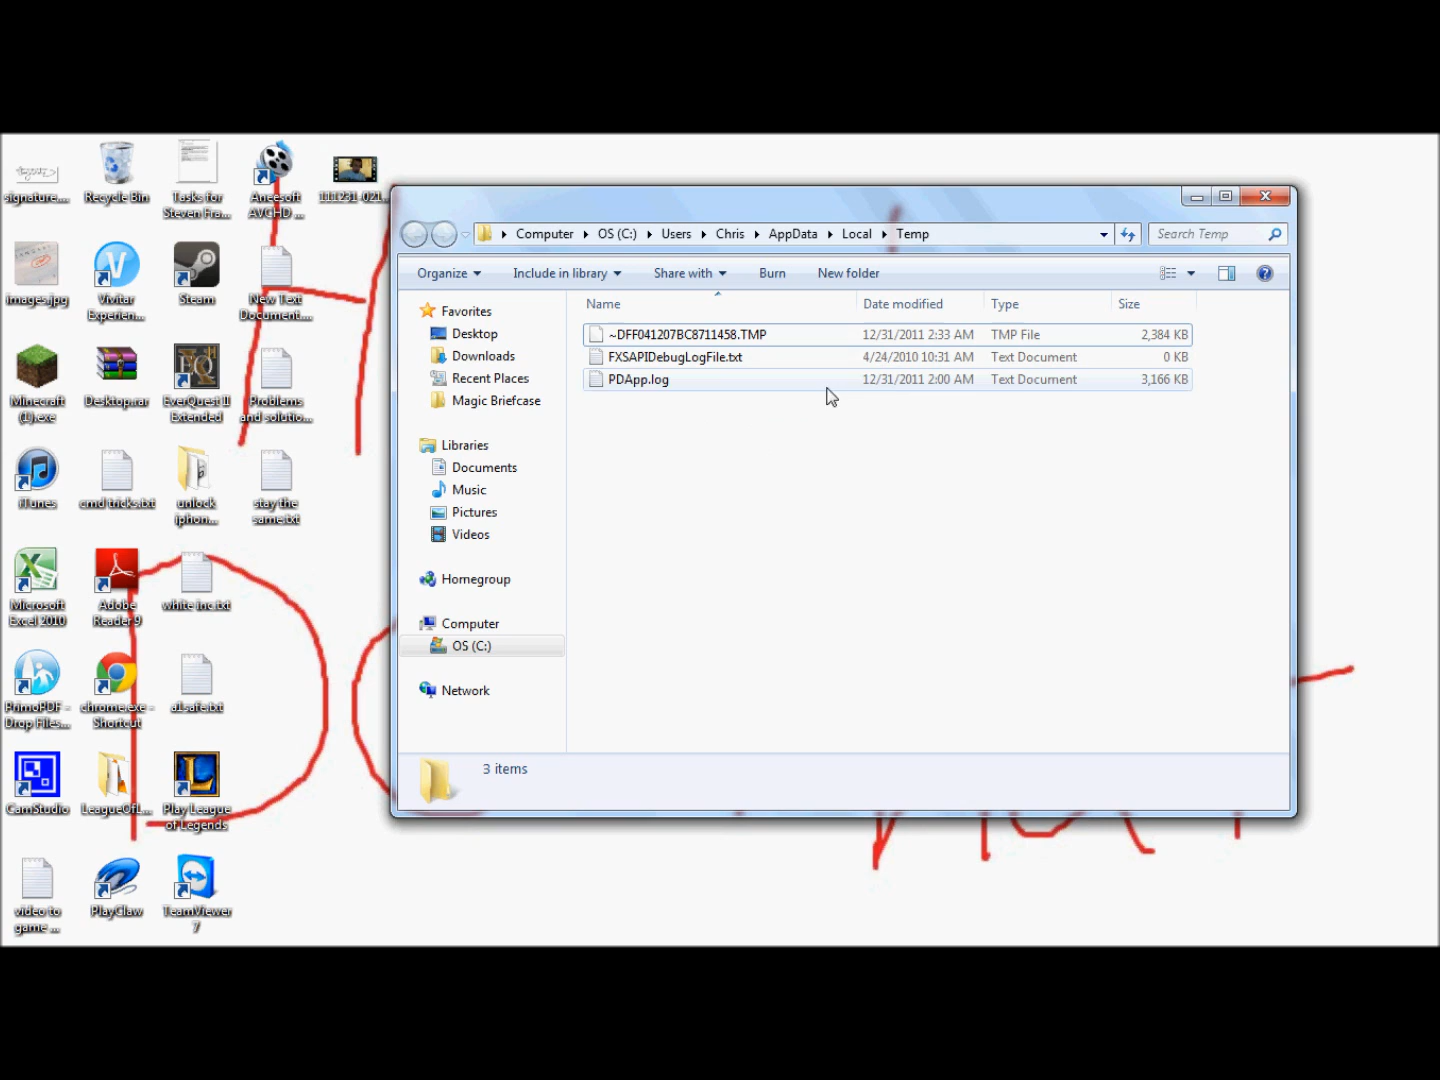 signature....
Recycle Bin
Tasks for
Steven Fra...
Aneesoft
AVCHD ...
111231-021...
images.jpg
Vivitar
Experien...
Steam
New Text
Document....
Minecraft
(1).exe
Desktop.rar
EverQuest II
Extended
Problems
and solutio...
iTunes
cmd tricks.txt
unlock
iphon...
stay the
same.txt
Microsoft
Excel 2010
Adobe
Reader 9
white inc.txt
PrimoPDF -
Drop Files...
chrome.exe -
Shortcut
a1safe.txt
CamStudio
LeagueOfL...
Play League
of Legends
video to
game ...
PlayClaw
TeamViewer
7
Computer OS (C:) Users Chris AppData Local Temp
Search Temp
Organize Include in library Share with Burn New folder
Favorites
Desktop
Downloads
Recent Places
Magic Briefcase
Libraries
Documents
Music
Pictures
Videos
Homegroup
Computer
OS (C:)
Network
Name Date modified Type Size
~DFF041207BC8711458.TMP 12/31/2011 2:33 AM TMP File 2,384 KB
FXSAPIDebugLogFile.txt 4/24/2010 10:31 AM Text Document 0 KB
PDApp.log 12/31/2011 2:00 AM Text Document 3,166 KB
3 items